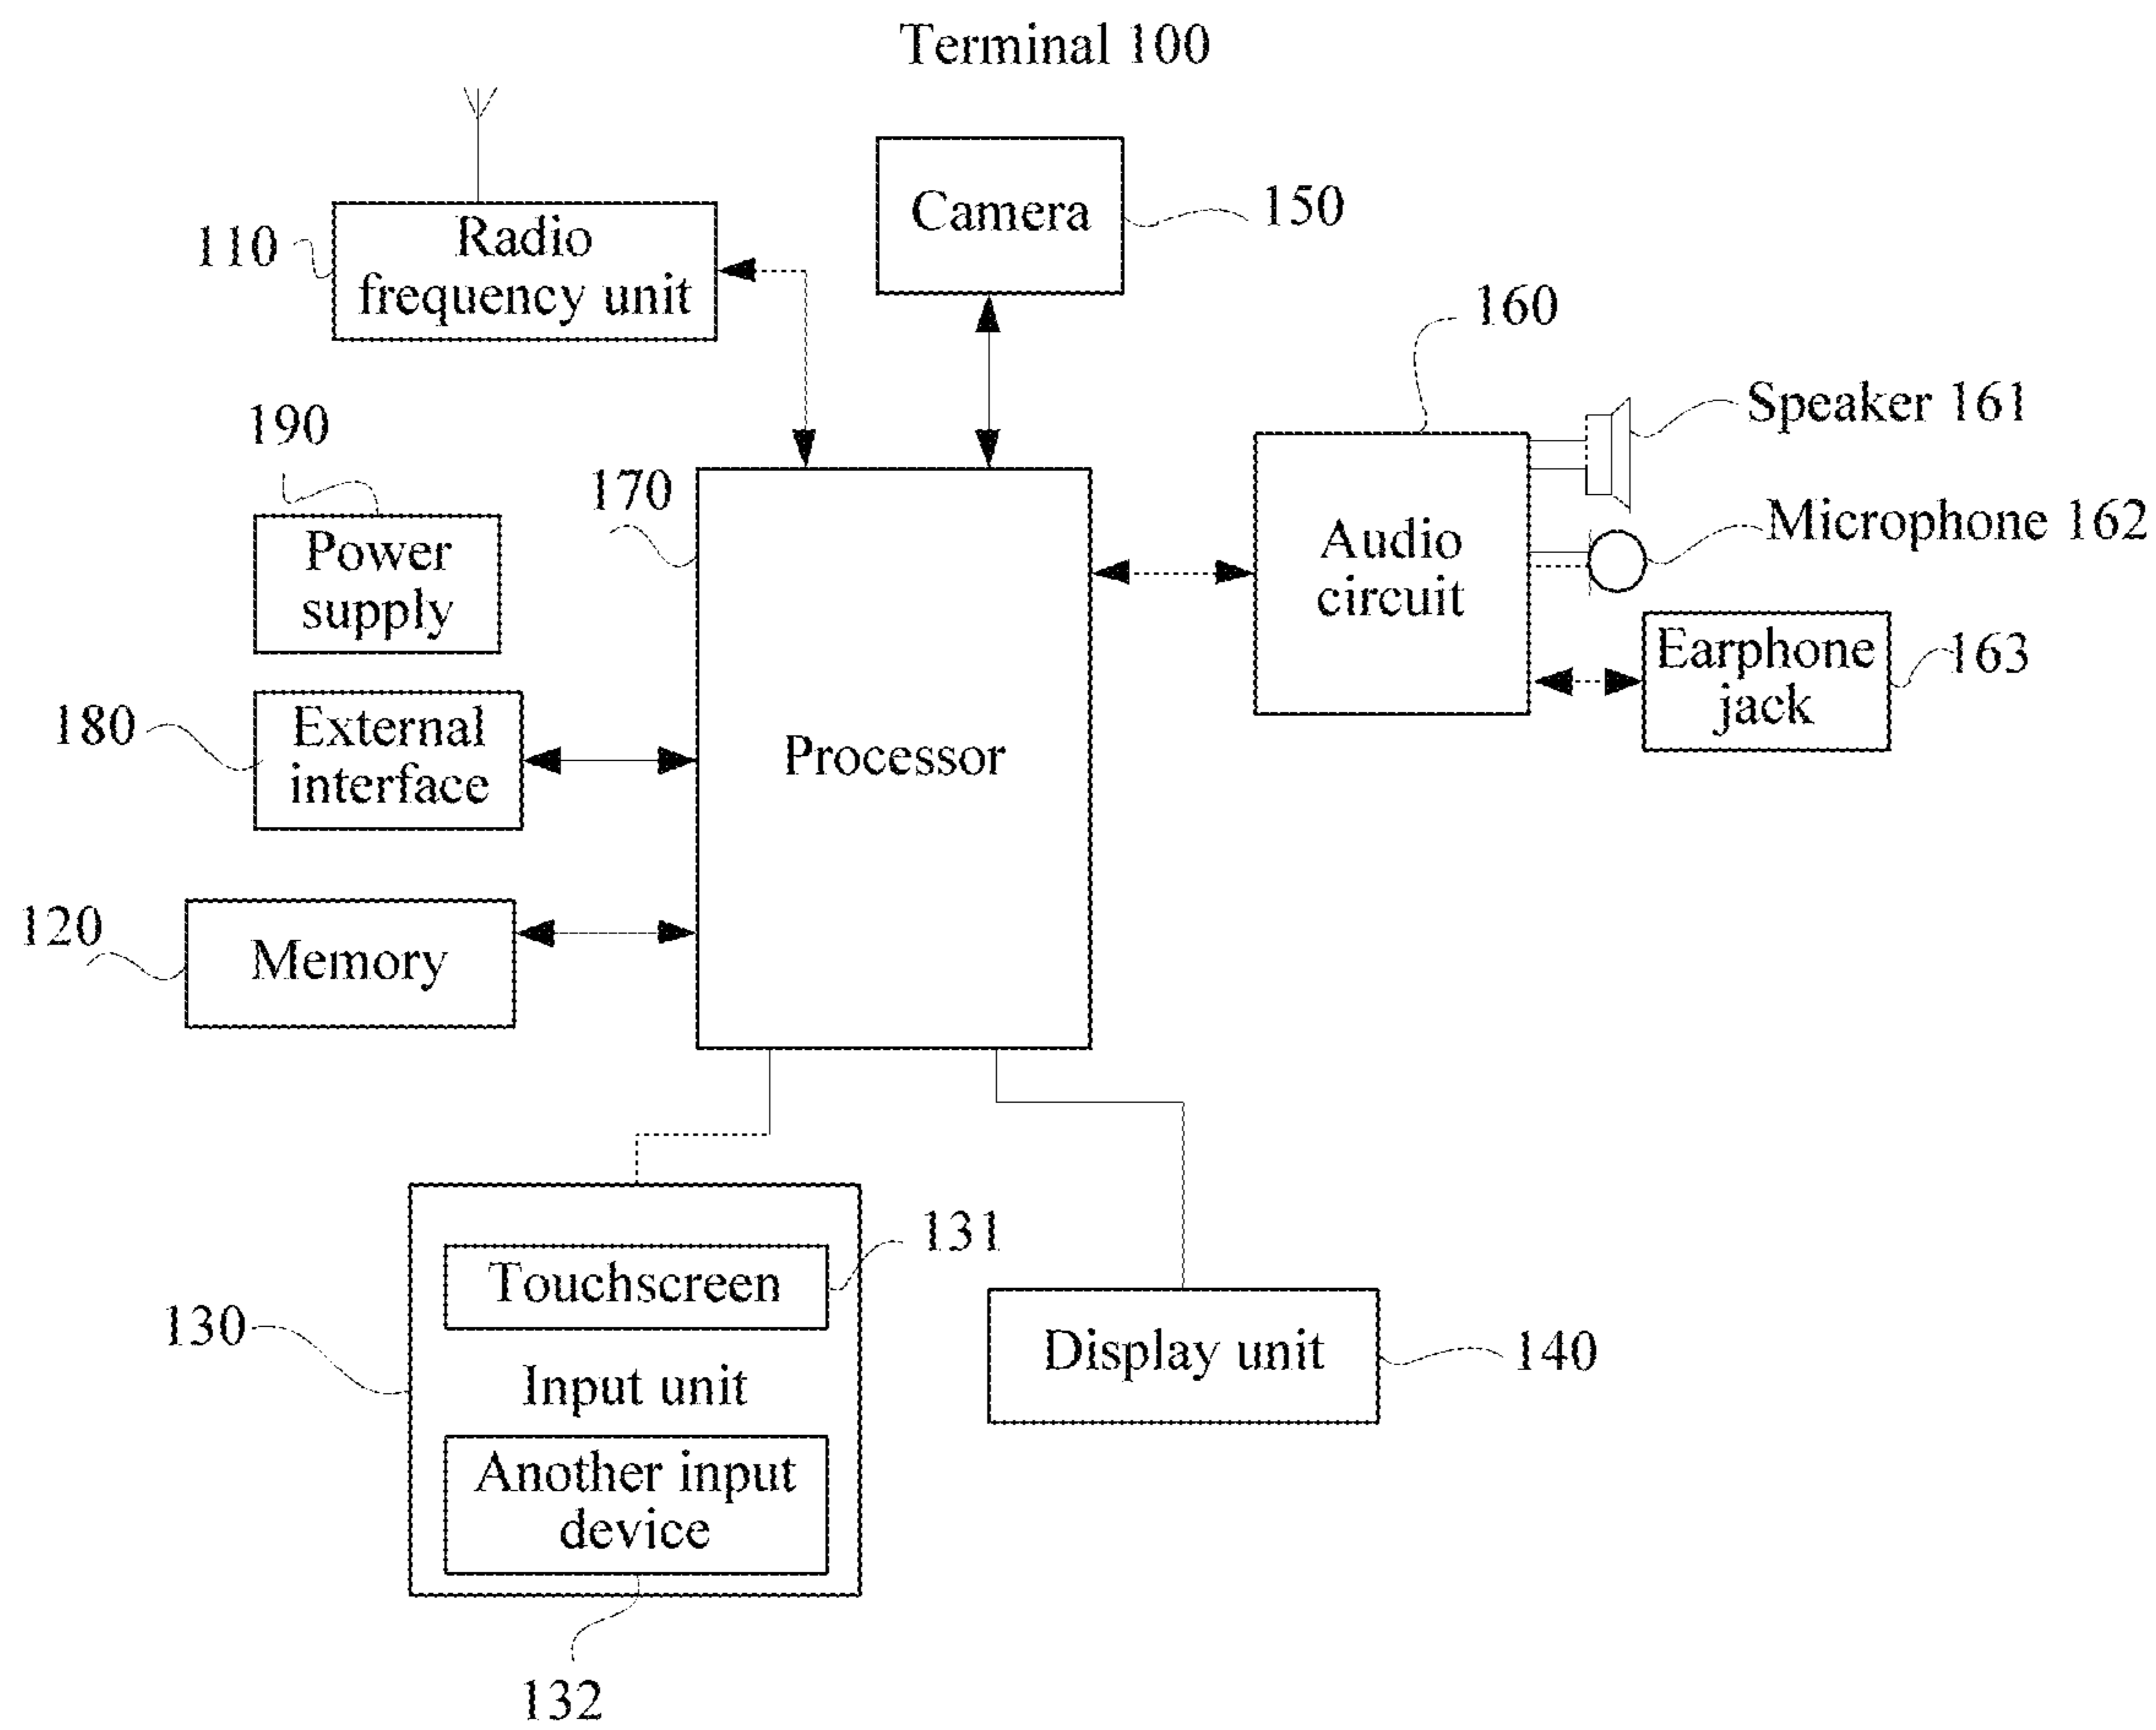 Terminal 100
Camera
150
110
Radio
frequency unit
160
Speaker 161
190
170
Microphone 162
Power
supply
Audio
circuit
Earphone
jack
163
180
External
interface
Processor
120
Memory
131
Touchscreen
130
Input unit
Display unit
140
Another input
device
132